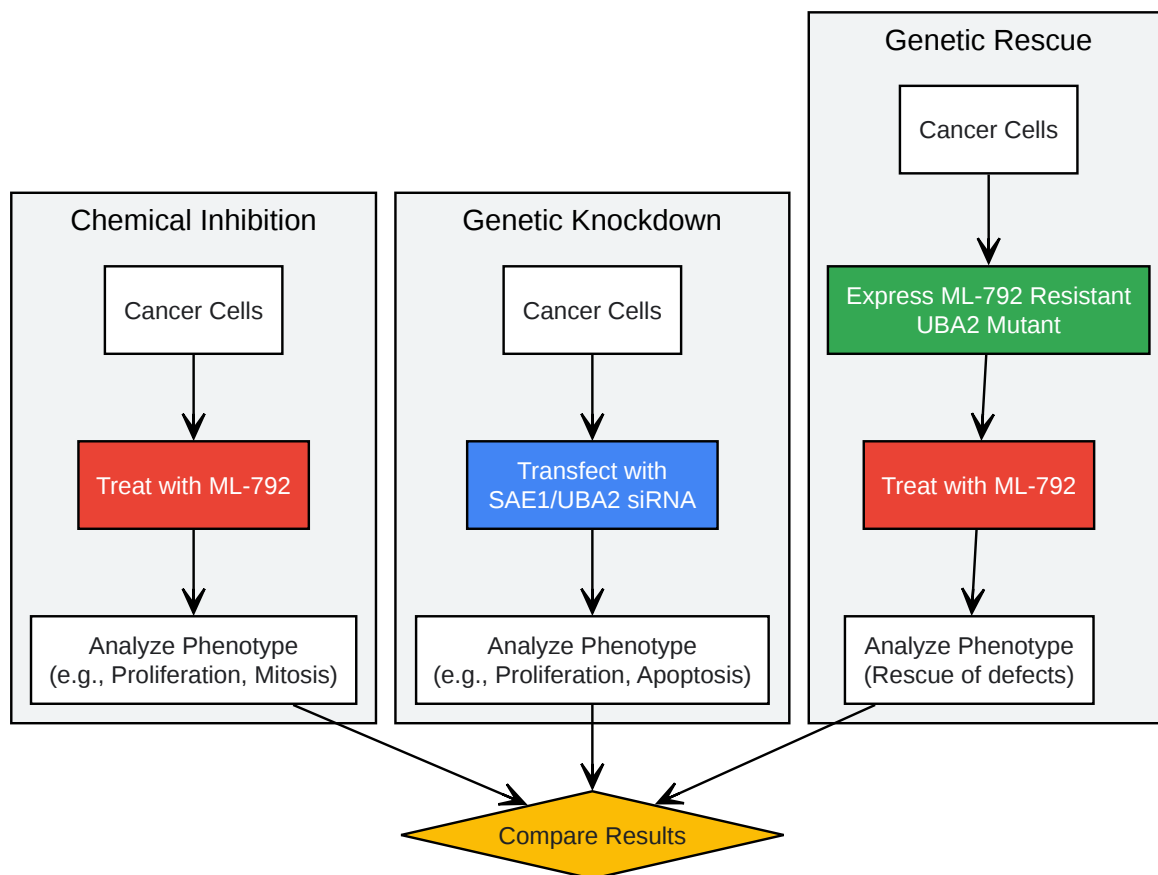 Chemical Inhibition
Cancer Cells
Treat with ML-792
Analyze Phenotype
(e.g., Proliferation, Mitosis)
Genetic Knockdown
Cancer Cells
Transfect with
SAE1/UBA2 siRNA
Analyze Phenotype
(e.g., Proliferation, Apoptosis)
Genetic Rescue
Cancer Cells
Express ML-792 Resistant
UBA2 Mutant
Treat with ML-792
Analyze Phenotype
(Rescue of defects)
Compare Results